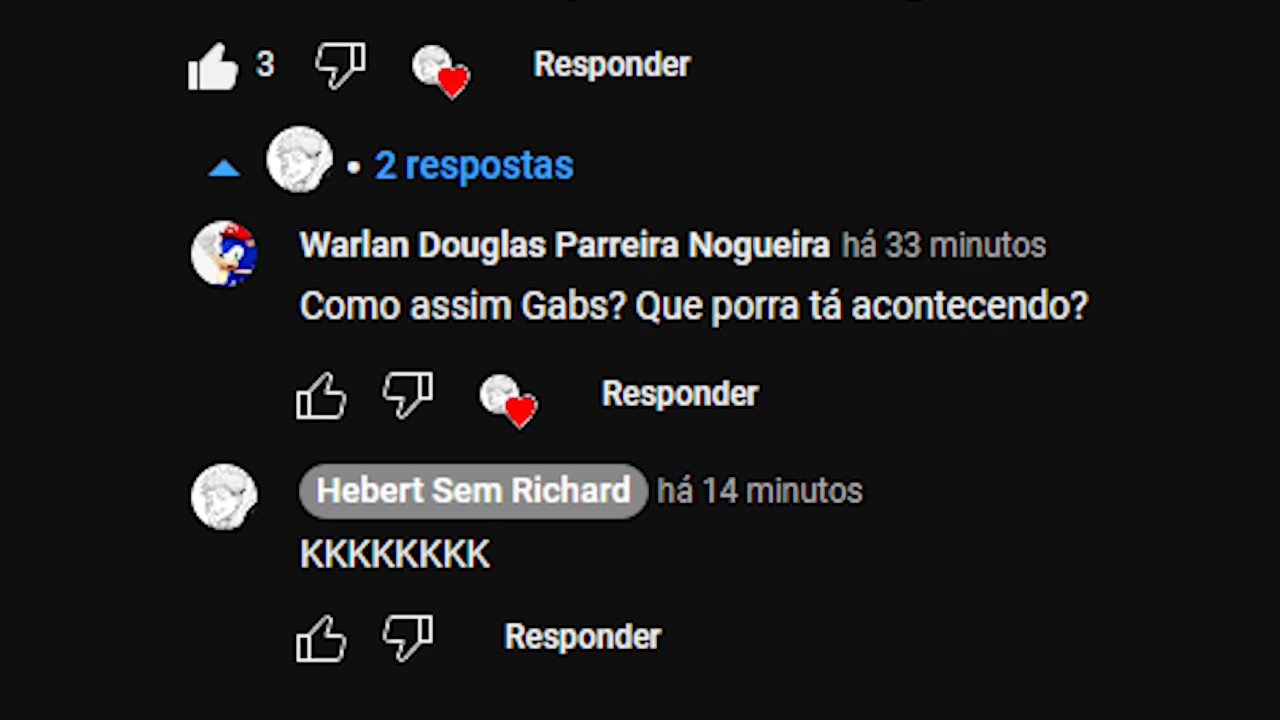 3 Responder
• 2 respostas
Warlan Douglas Parreira Nogueira há 33 minutos
Como assim Gabs? Que porra tá acontecendo?
Responder
Hebert Sem Richard há 14 minutos
KKKKKKKK
Responder